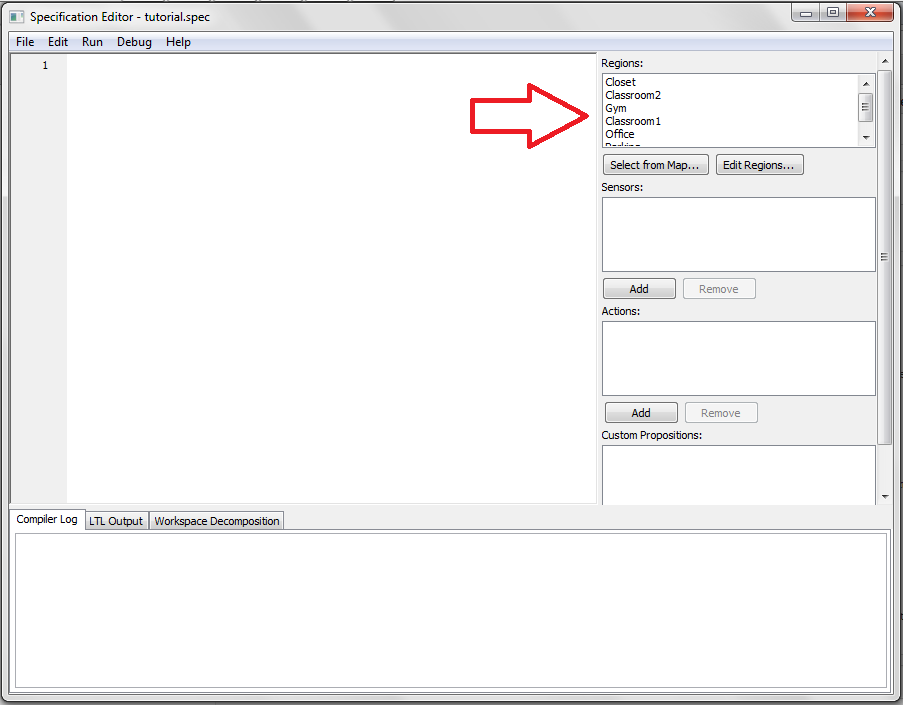 Specification Editor - tutorial.spec
File Edit Run Debug Help
1
Regions:
Closet
Classroom2
Gym
Classroom1
Office
Parking
Select from Map... Edit Regions...
Sensors:
Add Remove
Actions:
Add Remove
Custom Propositions:
Compiler Log LTL Output Workspace Decomposition